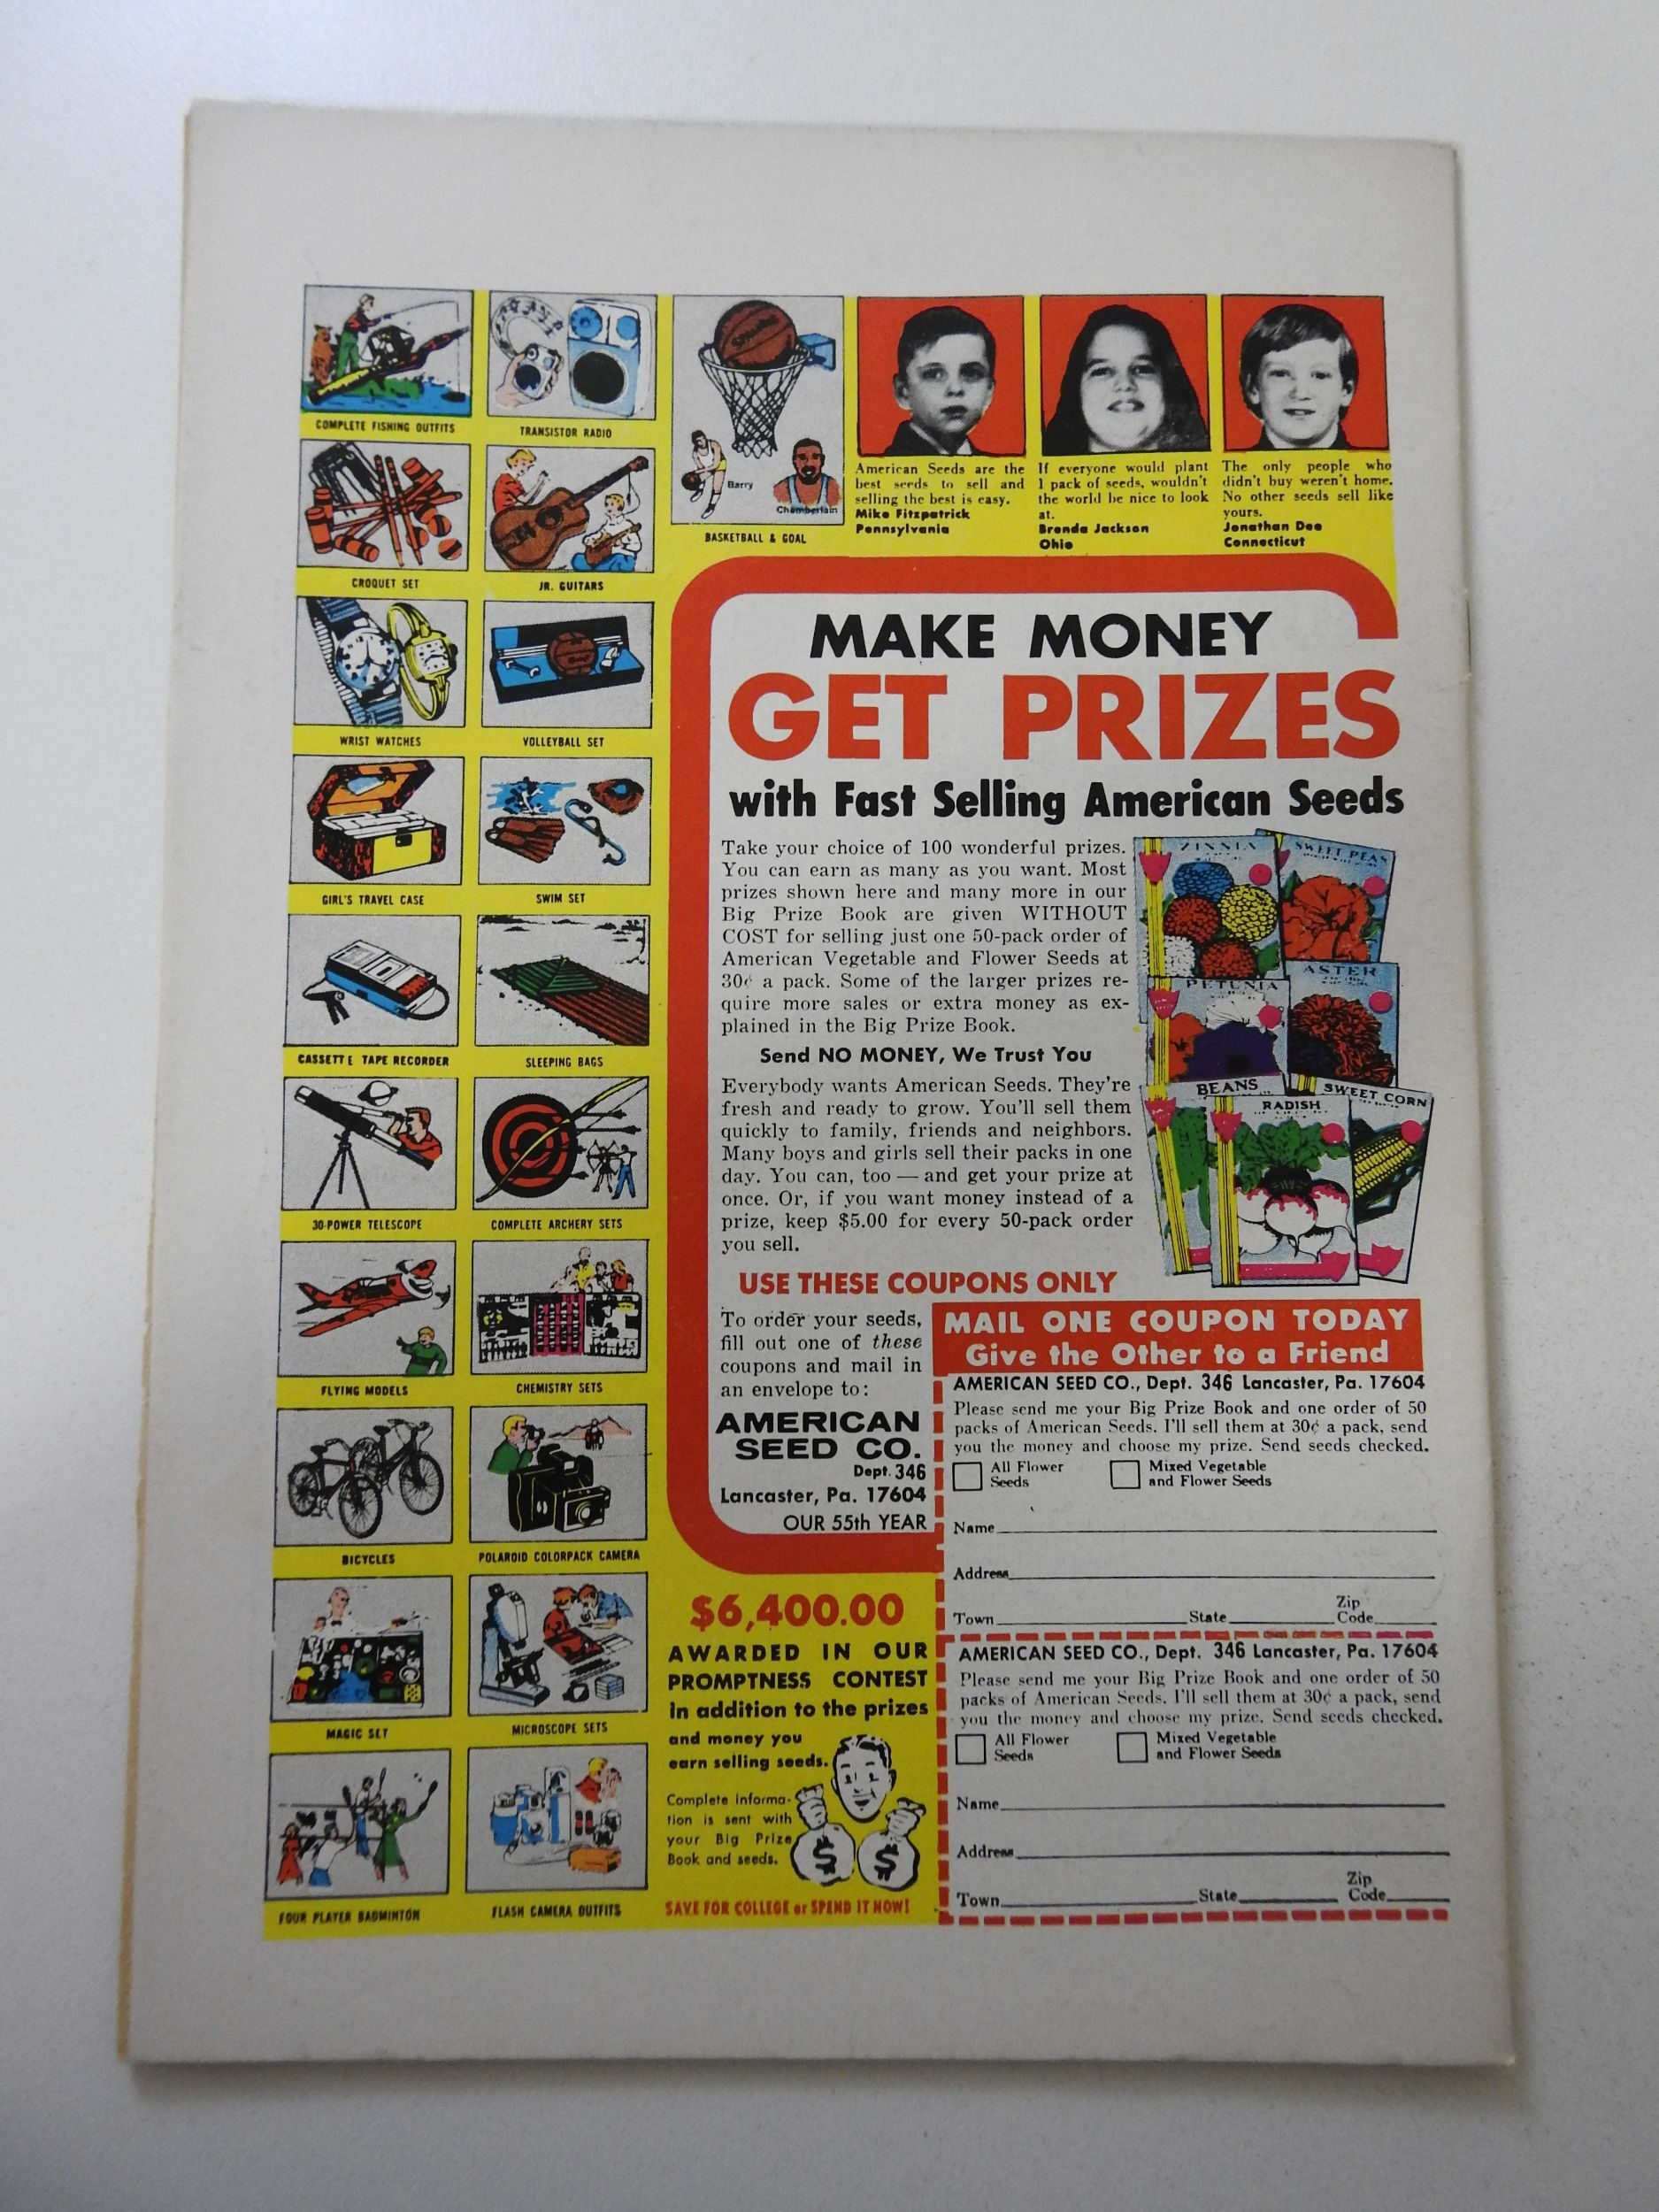 COMPLETE FISHING OUTFITS
TRANSISTOR RADIO
Barry
Chamberlain
BASKETBALL & GOAL
CROQUET SET
JR. GUITARS
WRIST WATCHES
VOLLEYBALL SET
GIRL'S TRAVEL CASE
SWIM SET
CASSETTE TAPE RECORDER
SLEEPING BAGS
30-POWER TELESCOPE
COMPLETE ARCHERY SETS
FLYING MODELS
CHEMISTRY SETS
BICYCLES
POLAROID COLORPACK CAMERA
MAGIC SET
MICROSCOPE SETS
FOUR PLAYER BADMINTON
FLASH CAMERA OUTFITS
American Seeds are the
best seeds to sell and
selling the best is easy.
Mike Fitzpatrick
Pennsylvania
If everyone would plant
1 pack of seeds, wouldn't
the world be nice to look
at.
Brenda Jackson
Ohio
The only people who
didn't buy weren't home.
No other seeds sell like
yours.
Jonathan Dee
Connecticut
MAKE MONEY
GET PRIZES
with Fast Selling American Seeds
Take your choice of 100 wonderful prizes.
You can earn as many as you want. Most
prizes shown here and many more in our
Big Prize Book are given WITHOUT
COST for selling just one 50-pack order of
American Vegetable and Flower Seeds at
30¢ a pack. Some of the larger prizes re-
quire more sales or extra money as ex-
plained in the Big Prize Book.
Send NO MONEY, We Trust You
Everybody wants American Seeds. They're
fresh and ready to grow. You'll sell them
quickly to family, friends and neighbors.
Many boys and girls sell their packs in one
day. You can, too — and get your prize at
once. Or, if you want money instead of a
prize, keep $5.00 for every 50-pack order
you sell.
ZINNIA
SWEET PEAS
PETUNIA
ASTER
BEANS
RADISH
SWEET CORN
USE THESE COUPONS ONLY
To order your seeds,
fill out one of these
coupons and mail in
an envelope to:
AMERICAN
SEED CO.
Dept. 346
Lancaster, Pa. 17604
OUR 55th YEAR
$6,400.00
AWARDED IN OUR
PROMPTNESS CONTEST
in addition to the prizes
and money you
earn selling seeds.
Complete informa-
tion is sent with
your Big Prize
Book and seeds.
$ $
SAVE FOR COLLEGE or SPEND IT NOW!
MAIL ONE COUPON TODAY
Give the Other to a Friend
AMERICAN SEED CO., Dept. 346 Lancaster, Pa. 17604
Please send me your Big Prize Book and one order of 50
packs of American Seeds. I'll sell them at 30¢ a pack, send
you the money and choose my prize. Send seeds checked.
All Flower Seeds
Mixed Vegetable and Flower Seeds
Name
Address
Town State Zip Code
AMERICAN SEED CO., Dept. 346 Lancaster, Pa. 17604
Please send me your Big Prize Book and one order of 50
packs of American Seeds. I'll sell them at 30¢ a pack, send
you the money and choose my prize. Send seeds checked.
All Flower Seeds
Mixed Vegetable and Flower Seeds
Name
Address
Town State Zip Code